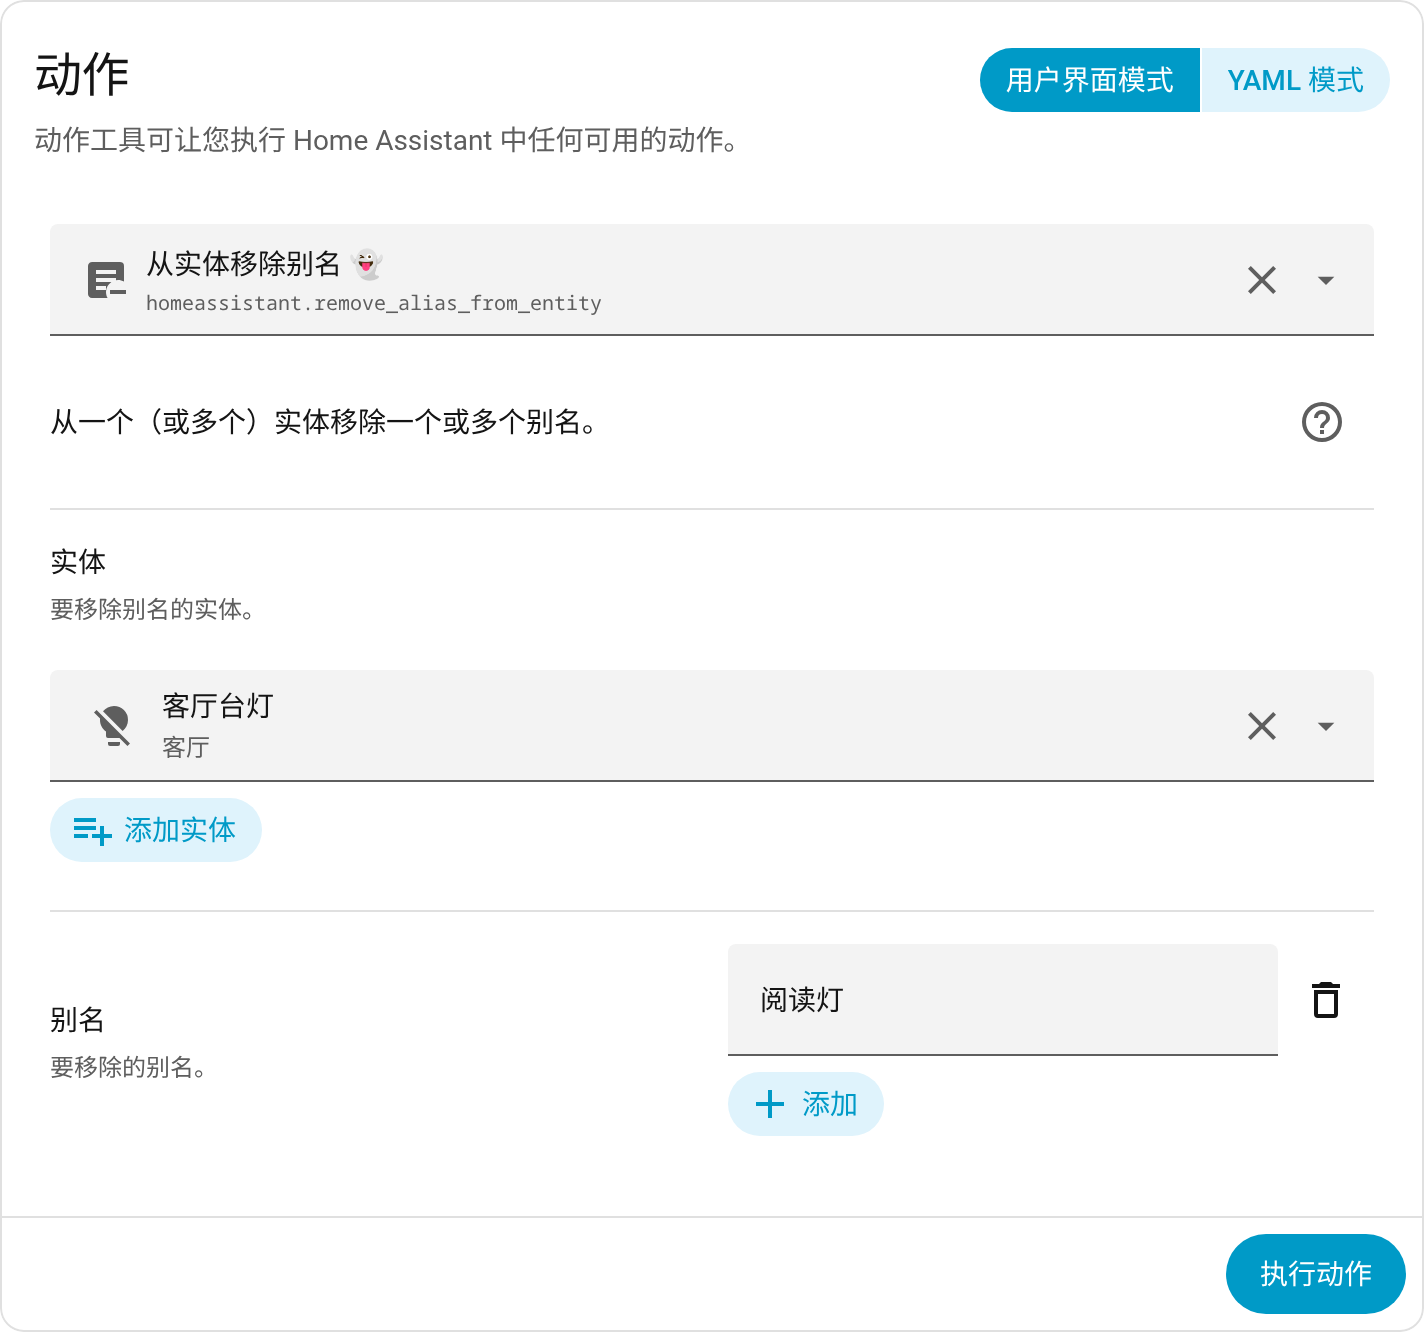 动作
用户界面模式
YAML 模式
动作工具可让您执行 Home Assistant 中任何可用的动作。
从实体移除别名 👻
homeassistant.remove_alias_from_entity
从一个（或多个）实体移除一个或多个别名。
实体
要移除别名的实体。
客厅台灯
客厅
添加实体
别名
要移除的别名。
阅读灯
添加
执行动作